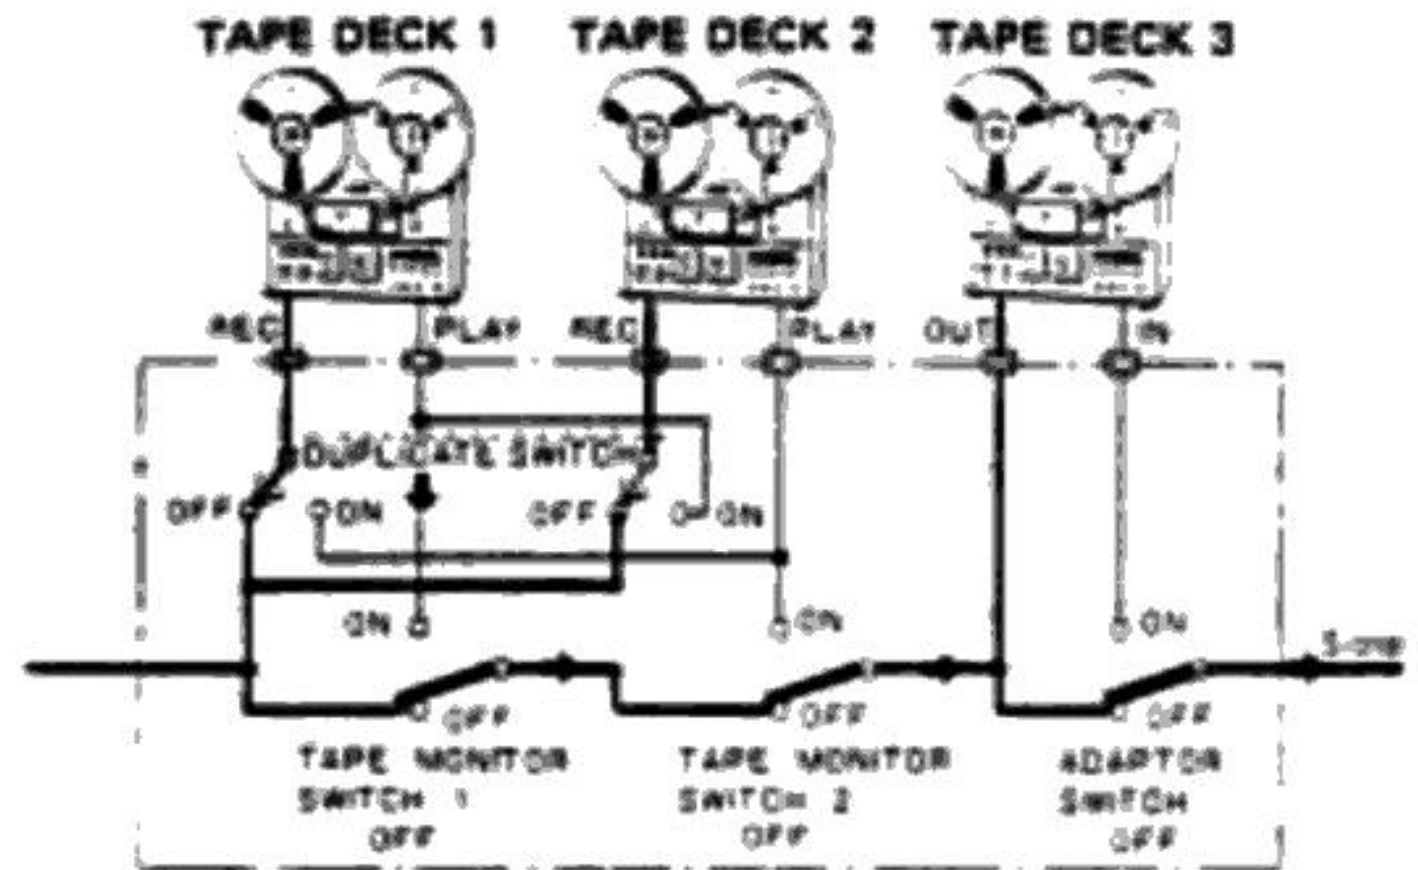 TAPE DECK 1 TAPE DECK 2 TAPE DECK 3
REC PLAY REC PLAY OUT IN
DUPLICATE SWITCH
OFF ON OFF ON
ON ON ON
OFF OFF OFF
TAPE MONITOR TAPE MONITOR ADAPTOR
SWITCH 1 SWITCH 2 SWITCH
OFF OFF OFF